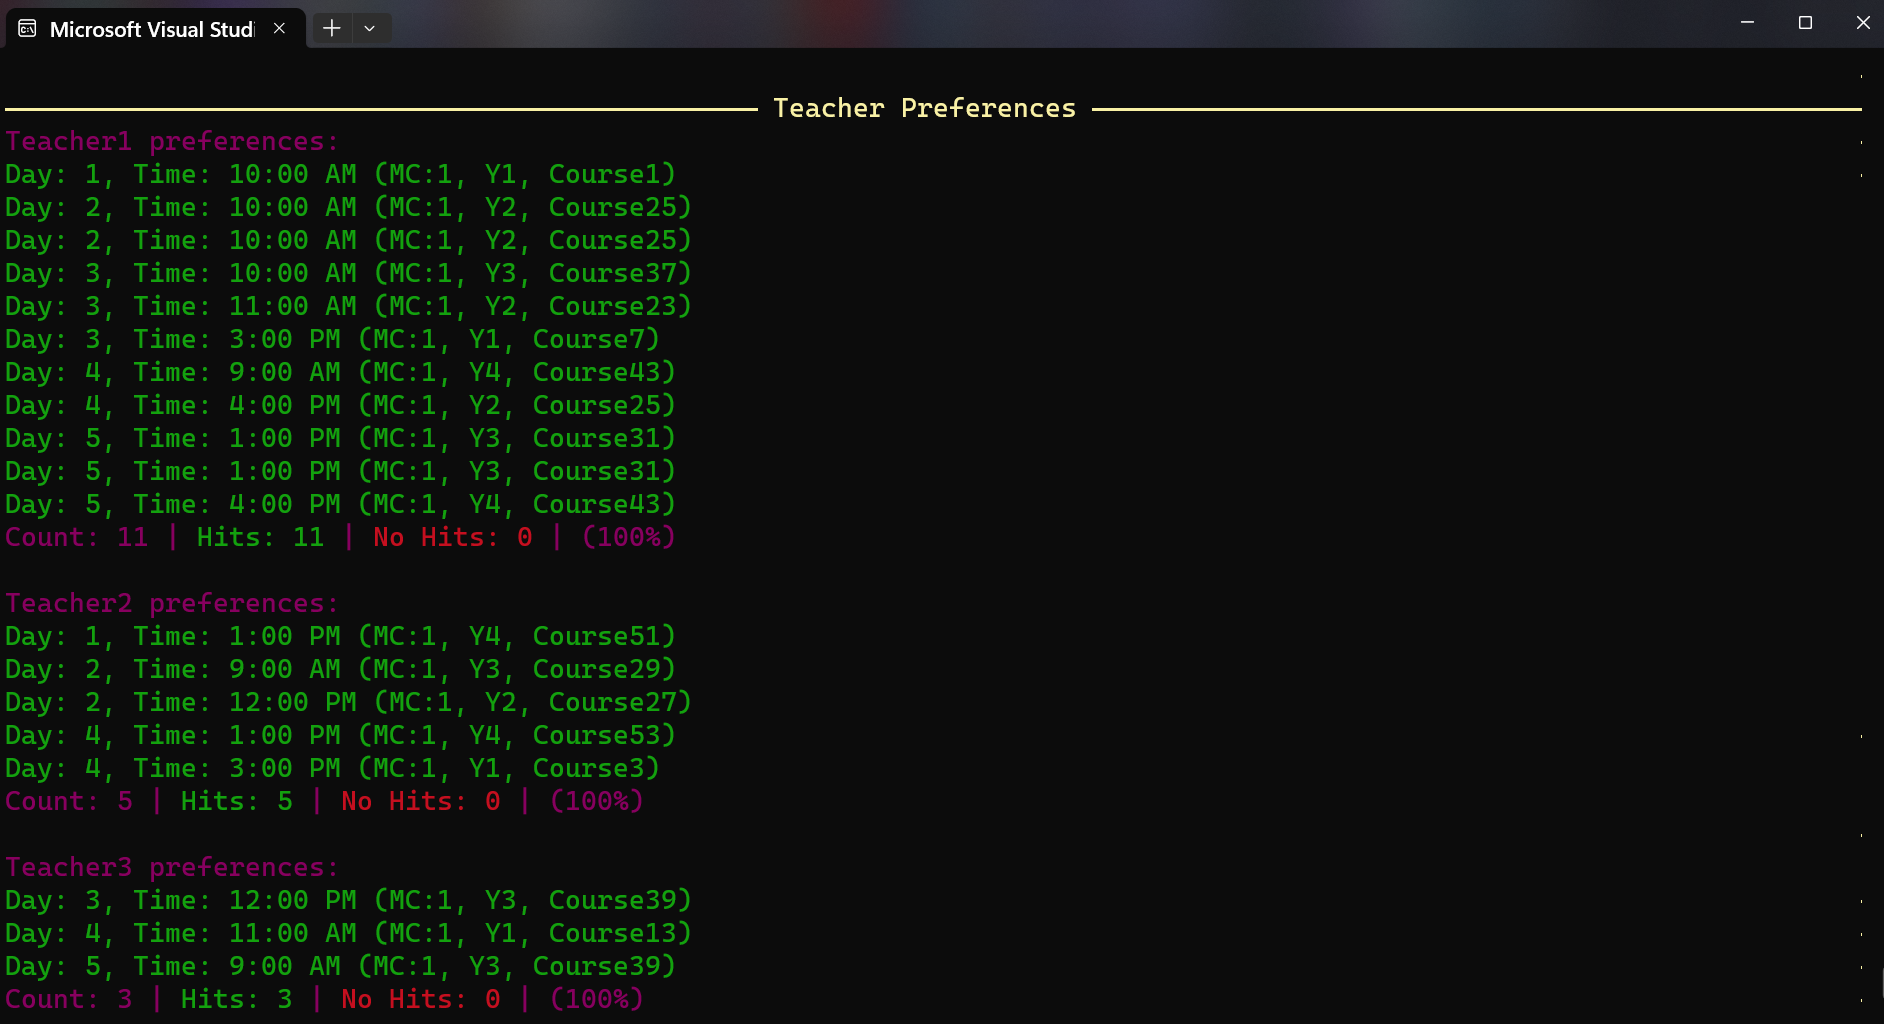 Microsoft Visual Studi
Teacher Preferences
Teacher1 preferences:
Day: 1, Time: 10:00 AM (MC:1, Y1, Course1)
Day: 2, Time: 10:00 AM (MC:1, Y2, Course25)
Day: 2, Time: 10:00 AM (MC:1, Y2, Course25)
Day: 3, Time: 10:00 AM (MC:1, Y3, Course37)
Day: 3, Time: 11:00 AM (MC:1, Y2, Course23)
Day: 3, Time: 3:00 PM (MC:1, Y1, Course7)
Day: 4, Time: 9:00 AM (MC:1, Y4, Course43)
Day: 4, Time: 4:00 PM (MC:1, Y2, Course25)
Day: 5, Time: 1:00 PM (MC:1, Y3, Course31)
Day: 5, Time: 1:00 PM (MC:1, Y3, Course31)
Day: 5, Time: 4:00 PM (MC:1, Y4, Course43)
Count: 11 | Hits: 11 | No Hits: 0 | (100%)
Teacher2 preferences:
Day: 1, Time: 1:00 PM (MC:1, Y4, Course51)
Day: 2, Time: 9:00 AM (MC:1, Y3, Course29)
Day: 2, Time: 12:00 PM (MC:1, Y2, Course27)
Day: 4, Time: 1:00 PM (MC:1, Y4, Course53)
Day: 4, Time: 3:00 PM (MC:1, Y1, Course3)
Count: 5 | Hits: 5 | No Hits: 0 | (100%)
Teacher3 preferences:
Day: 3, Time: 12:00 PM (MC:1, Y3, Course39)
Day: 4, Time: 11:00 AM (MC:1, Y1, Course13)
Day: 5, Time: 9:00 AM (MC:1, Y3, Course39)
Count: 3 | Hits: 3 | No Hits: 0 | (100%)